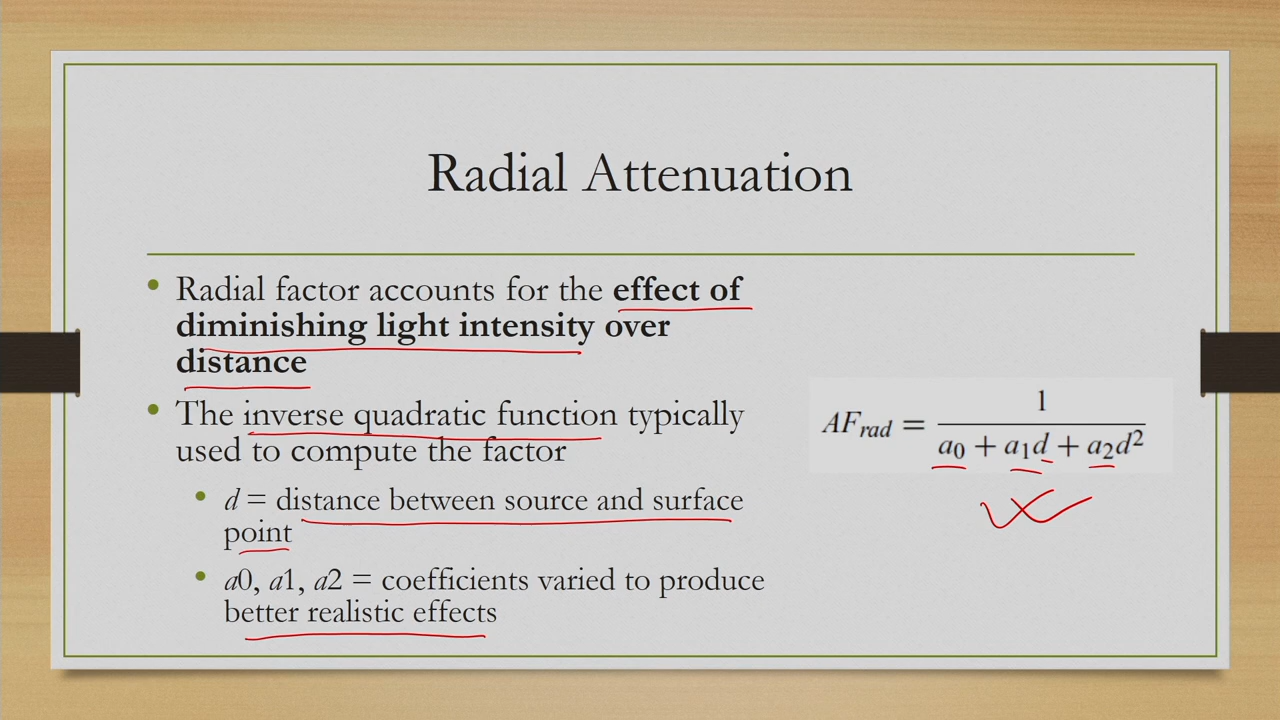 Radial Attenuation
• Radial factor accounts for the effect of
diminishing light intensity over
distance
• The inverse quadratic function typically
used to compute the factor
• d = distance between source and surface
point
• a0, a1, a2 = coefficients varied to produce
better realistic effects
AF_rad = 1 / (a₀ + a₁d + a₂d²)